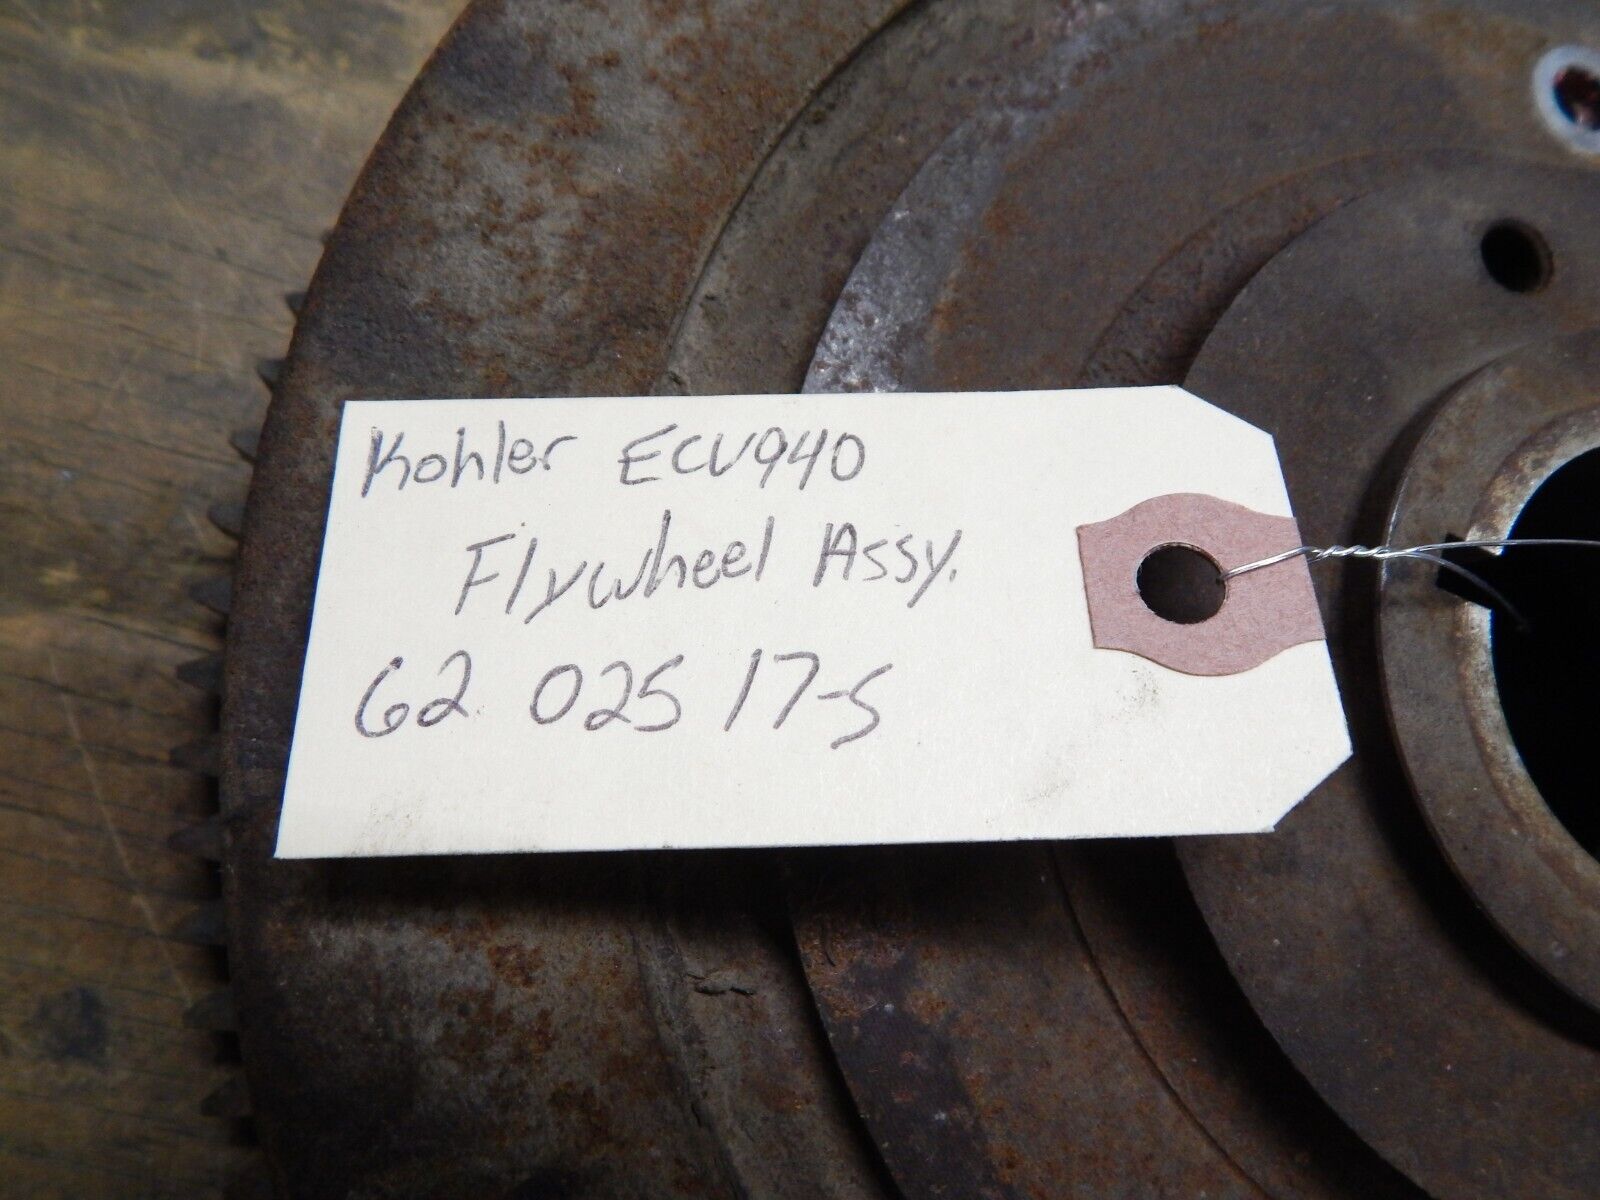 Kohler ECV940
Flywheel Assy.
62 025 17-S